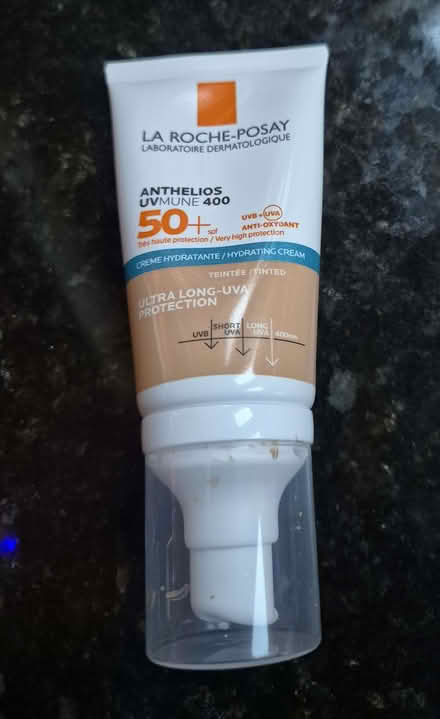 LA ROCHE-POSAY
LABORATOIRE DERMATOLOGIQUE
ANTHELIOS
UVMUNE 400
50+ spf
UVB + UVA
ANTI-OXYDANT
Très haute protection / Very high protection
CRÈME HYDRATANTE / HYDRATING CREAM
TEINTÉE / TINTED
ULTRA LONG-UVA
PROTECTION
UVB
SHORT
UVA
LONG
UVA
400nm